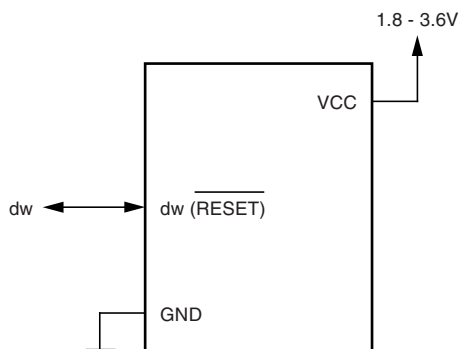 1.8 - 3.6V
VCC
dw
dw (RESET)
GND